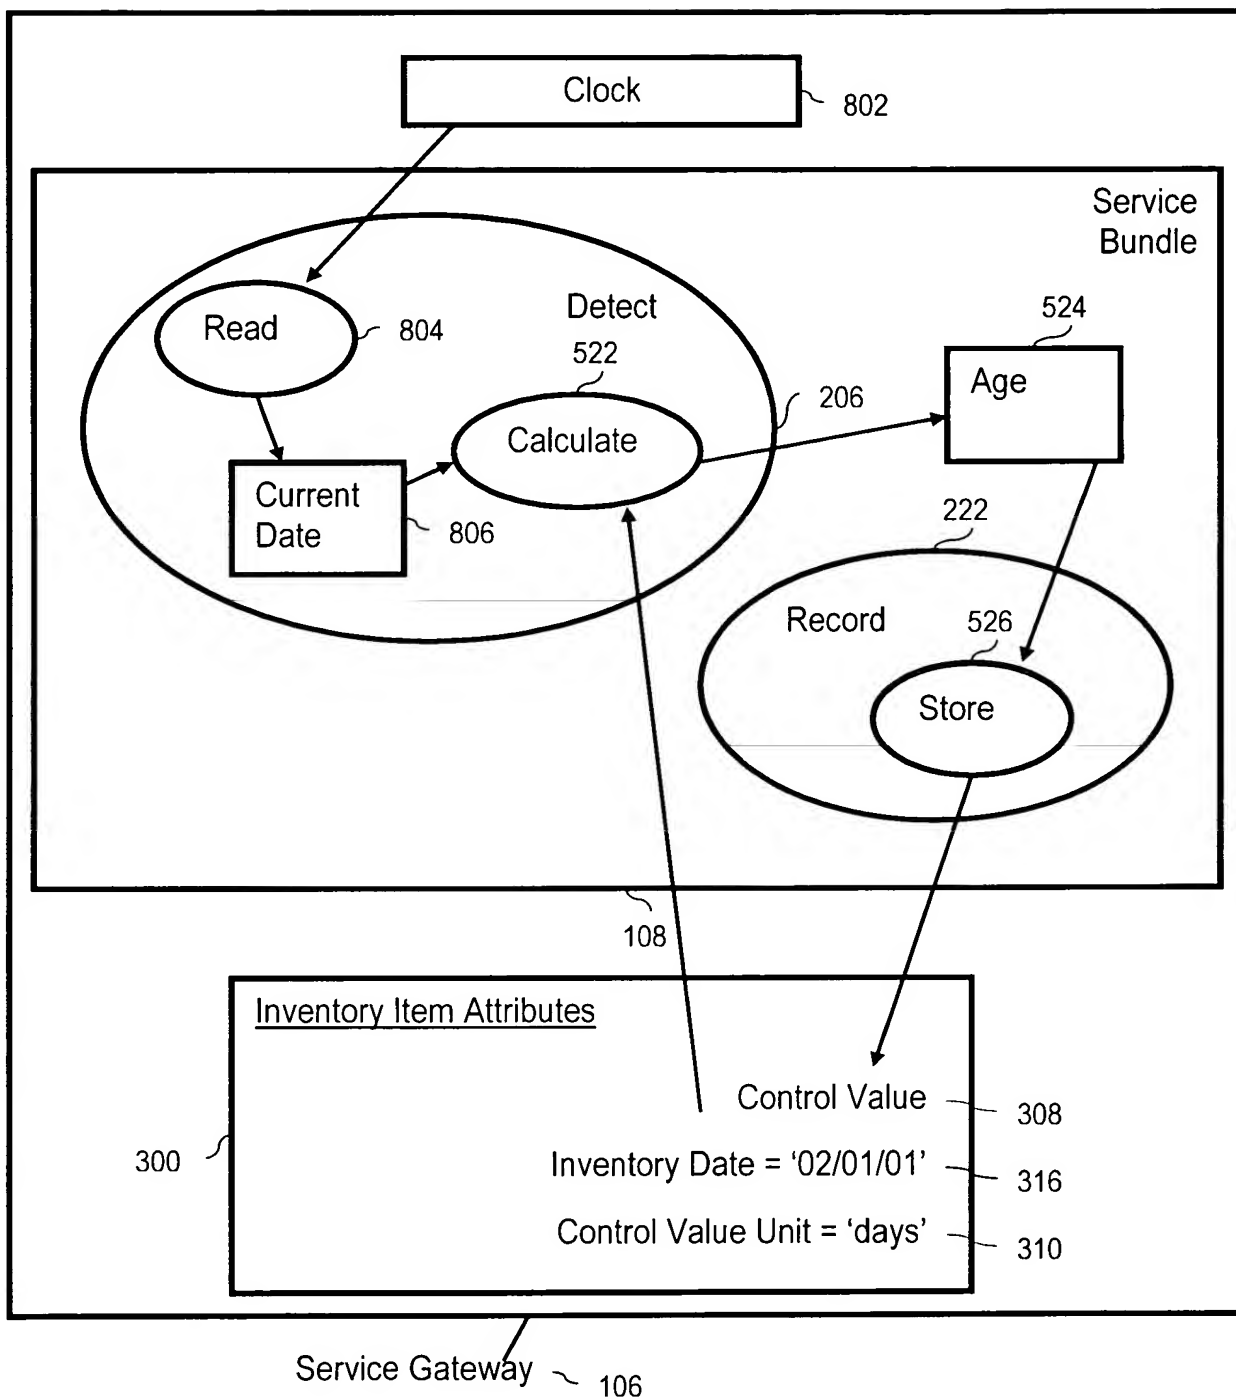 Clock
802
Service
Bundle
Detect
Read
804
522
524
Age
206
Calculate
Current
Date
806
222
Record
526
Store
108
Inventory Item Attributes
Control Value
308
300
Inventory Date = ‘02/01/01’
316
Control Value Unit = ‘days’
310
Service Gateway
106